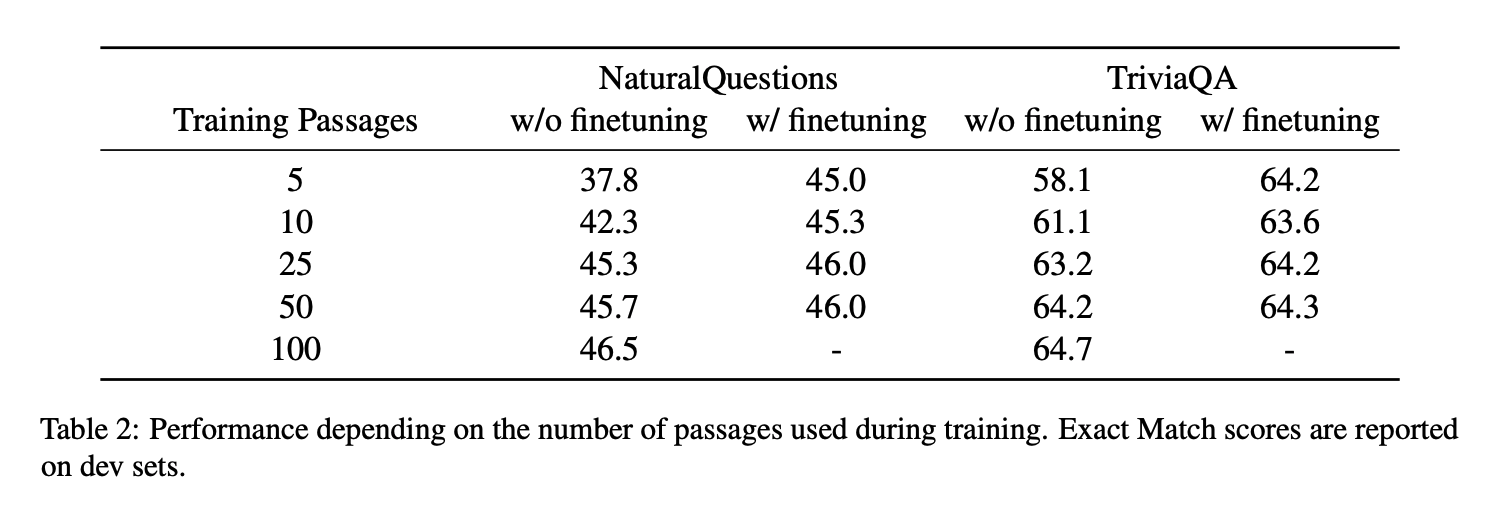 NaturalQuestions TriviaQA
Training Passages w/o finetuning w/ finetuning w/o finetuning w/ finetuning
5 37.8 45.0 58.1 64.2
10 42.3 45.3 61.1 63.6
25 45.3 46.0 63.2 64.2
50 45.7 46.0 64.2 64.3
100 46.5 - 64.7 -
Table 2: Performance depending on the number of passages used during training. Exact Match scores are reported
on dev sets.